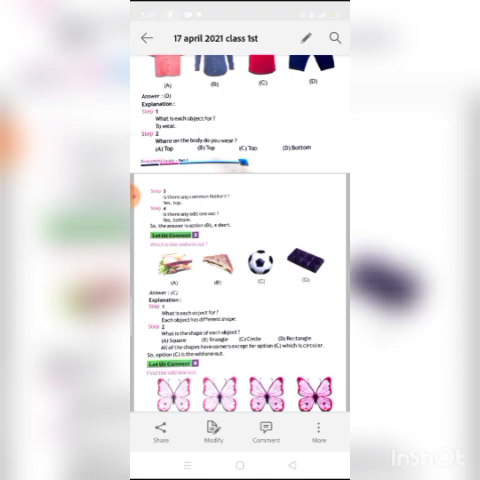 17 april 2021 class 1st
(A) (B) (C) (D)
Answer : (D)
Explanation :
Step 1
What is each object for ?
To wear.
Step 2
Where on the body do you wear ?
(A) Top (B) Top (C) Top (D) Bottom
Step 3
Is there any common feature ?
Yes, top.
Step 4
Is there any odd one out ?
Yes, bottom.
So, the answer is option (D), a short.
Let Us Connect
Which is the odd one out ?
(A) (B) (C) (D)
Answer : (C)
Explanation :
Step 1
What is each object for ?
Each object has different shape.
Step 2
What is the shape of each object ?
(A) Square (B) Triangle (C) Circle (D) Rectangle
All of the shapes have corners except for option (C) which is circular.
So, option (C) is the odd one out.
Let Us Connect
Find the odd one out :
Share Modify Comment More
InShOt